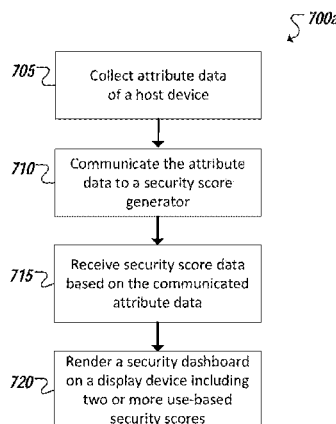 700a
705
Collect attribute data
of a host device
710
Communicate the attribute
data to a security score
generator
715
Receive security score data
based on the communicated
attribute data
720
Render a security dashboard
on a display device including
two or more use-based
security scores